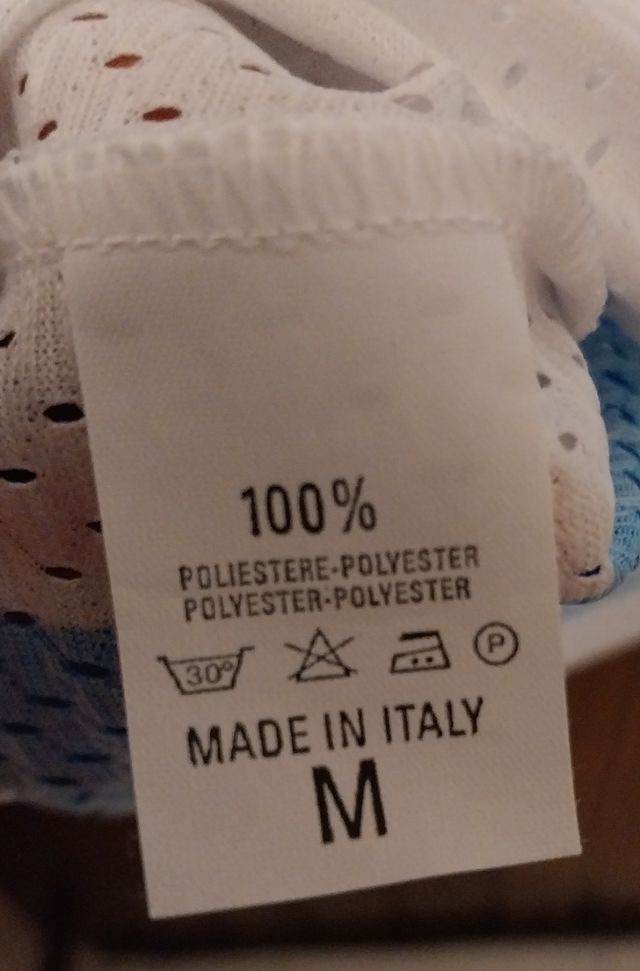 100%
POLIESTERE-POLYESTER
POLYESTER-POLYESTER
30° P
MADE IN ITALY
M